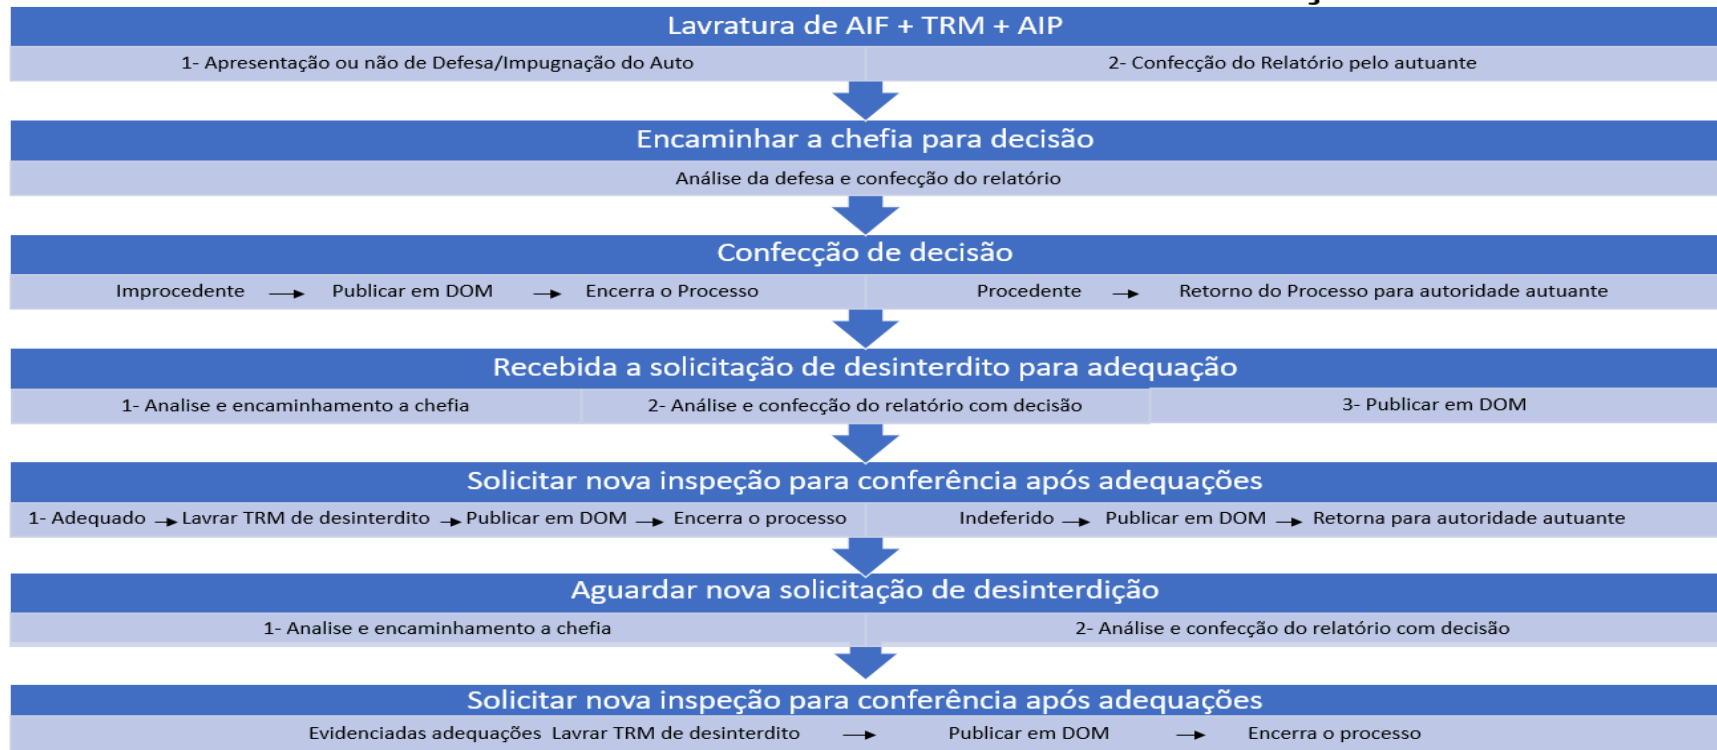 Lavratura de AIF + TRM + AIP
1- Apresentação ou não de Defesa/Impugnação do Auto
2- Confecção do Relatório pelo autuante
Encaminhar a chefia para decisão
Análise da defesa e confecção do relatório
Confecção de decisão
Improcedente → Publicar em DOM → Encerra o Processo
Procedente → Retorno do Processo para autoridade autuante
Recebida a solicitação de desinterdito para adequação
1- Analise e encaminhamento a chefia
2- Análise e confecção do relatório com decisão
3- Publicar em DOM
Solicitar nova inspeção para conferência após adequações
1- Adequado → Lavrar TRM de desinterdito → Publicar em DOM → Encerra o processo
Indeferido → Publicar em DOM → Retorna para autoridade autuante
Aguardar nova solicitação de desinterdição
1- Analise e encaminhamento a chefia
2- Análise e confecção do relatório com decisão
Solicitar nova inspeção para conferência após adequações
Evidenciadas adequações Lavrar TRM de desinterdito → Publicar em DOM → Encerra o processo